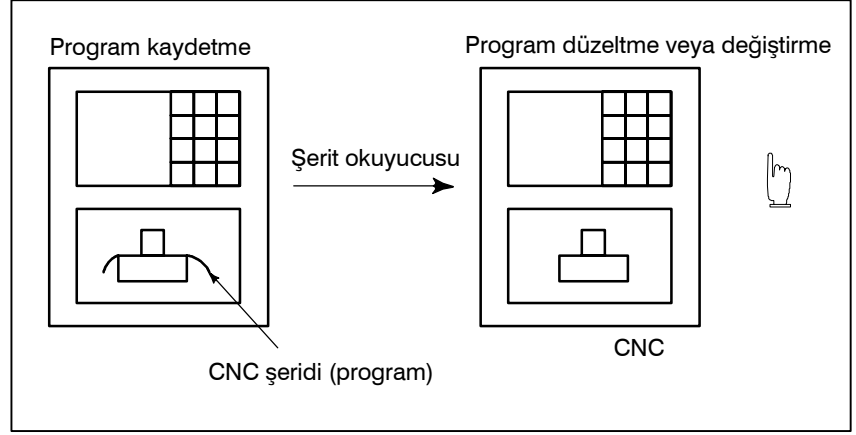 Program kaydetme
Program düzeltme veya değiştirme
Şerit okuyucusu
CNC
CNC şeridi (program)